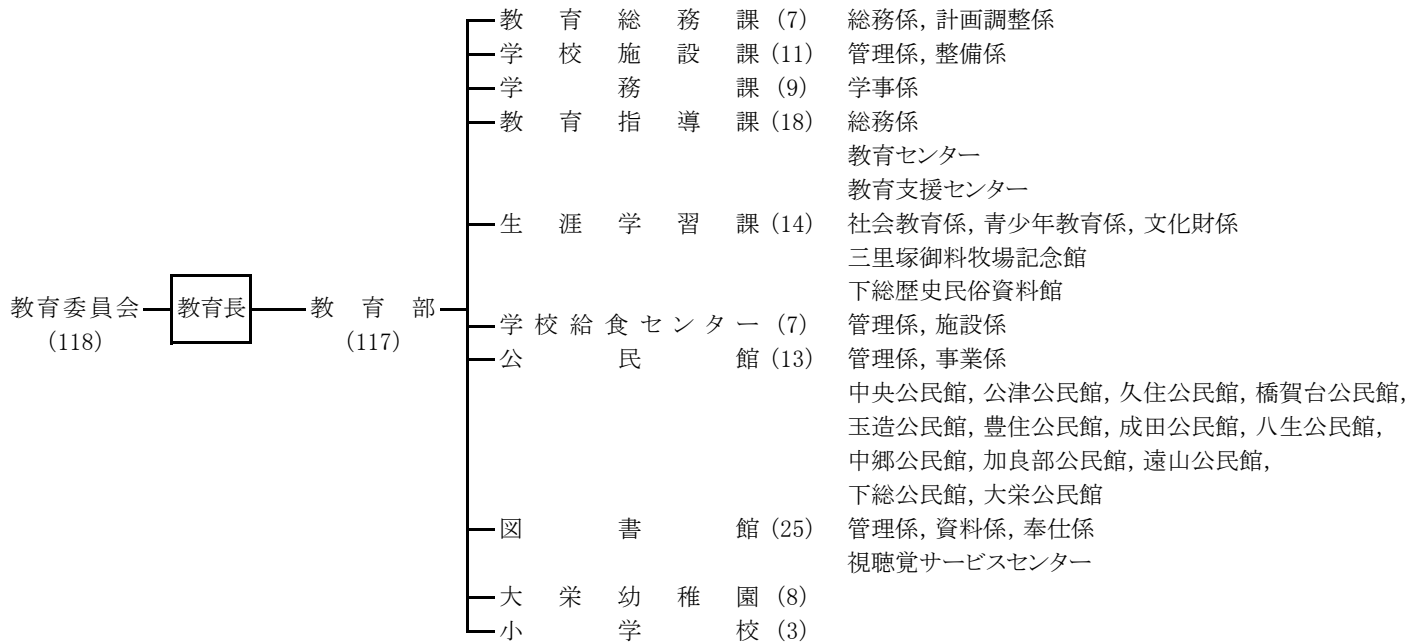 教育総務課 (7) 総務係, 計画調整係
学校施設課 (11) 管理係, 整備係
学務課 (9) 学事係
教育指導課 (18) 総務係
教育センター
教育支援センター
生涯学習課 (14) 社会教育係, 青少年教育係, 文化財係
三里塚御料牧場記念館
下総歴史民俗資料館
教育委員会 教育長 教育部
(118) (117)
学校給食センター (7) 管理係, 施設係
公民館 (13) 管理係, 事業係
中央公民館, 公津公民館, 久住公民館, 橋賀台公民館,
玉造公民館, 豊住公民館, 成田公民館, 八生公民館,
中郷公民館, 加良部公民館, 遠山公民館,
下総公民館, 大栄公民館
図書館 (25) 管理係, 資料係, 奉仕係
視聴覚サービスセンター
大栄幼稚園 (8)
小学校 (3)